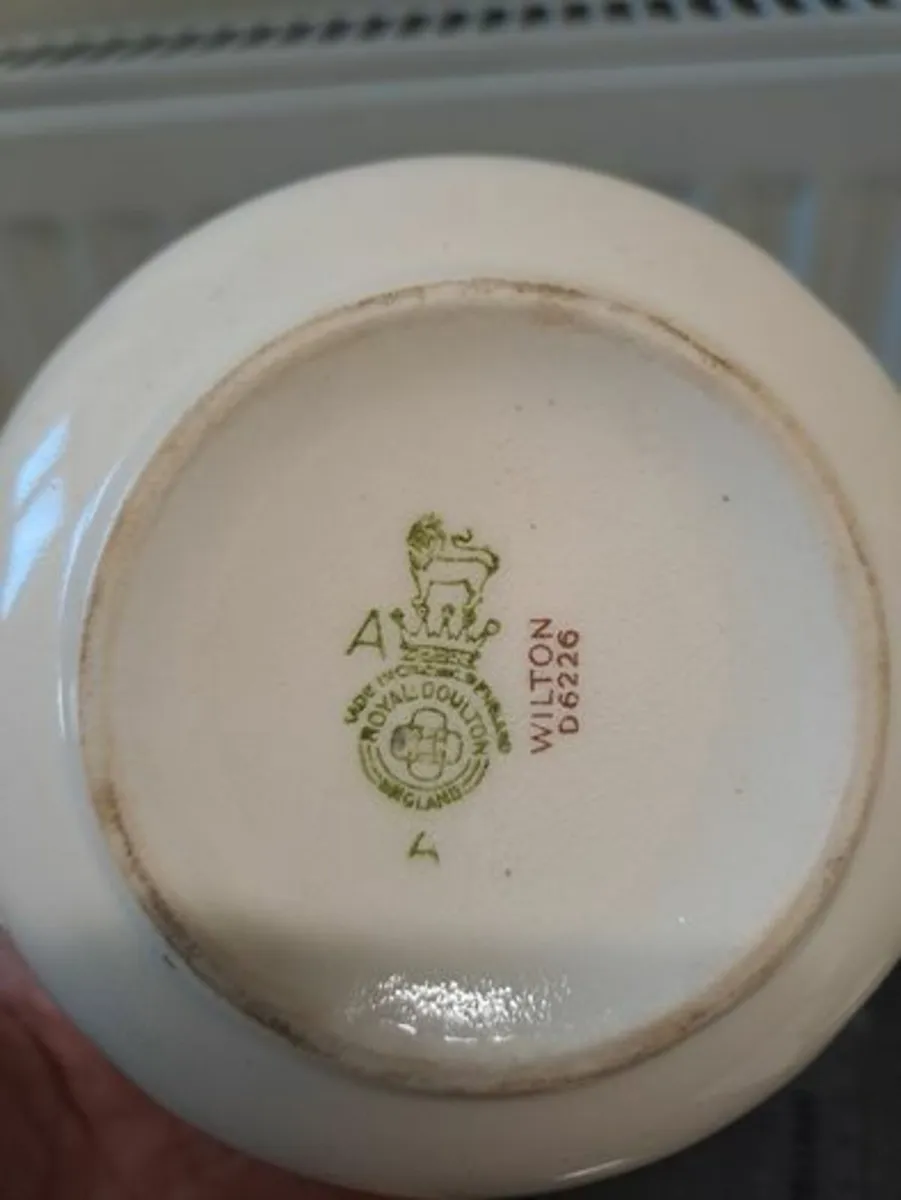 A
MADE IN ENGLAND
ROYAL DOULTON
ENGLAND
A
WILTON
D6226